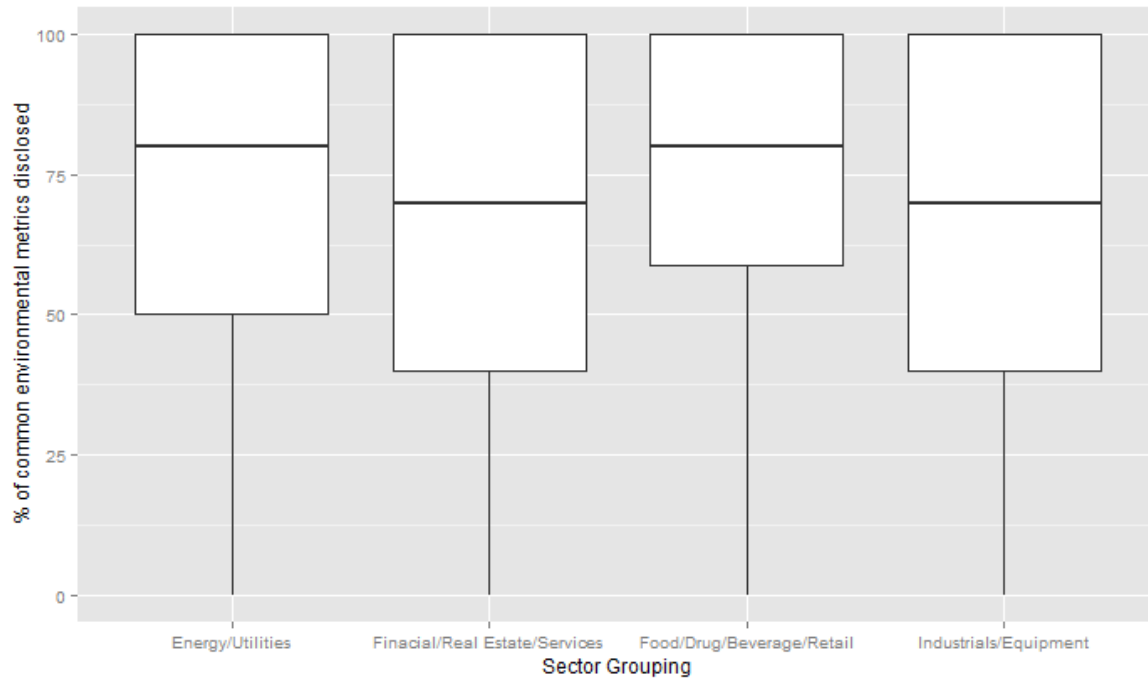 % of common environmental metrics disclosed
100
75
50
25
0
Energy/Utilities
Finacial/Real Estate/Services
Food/Drug/Beverage/Retail
Industrials/Equipment
Sector Grouping